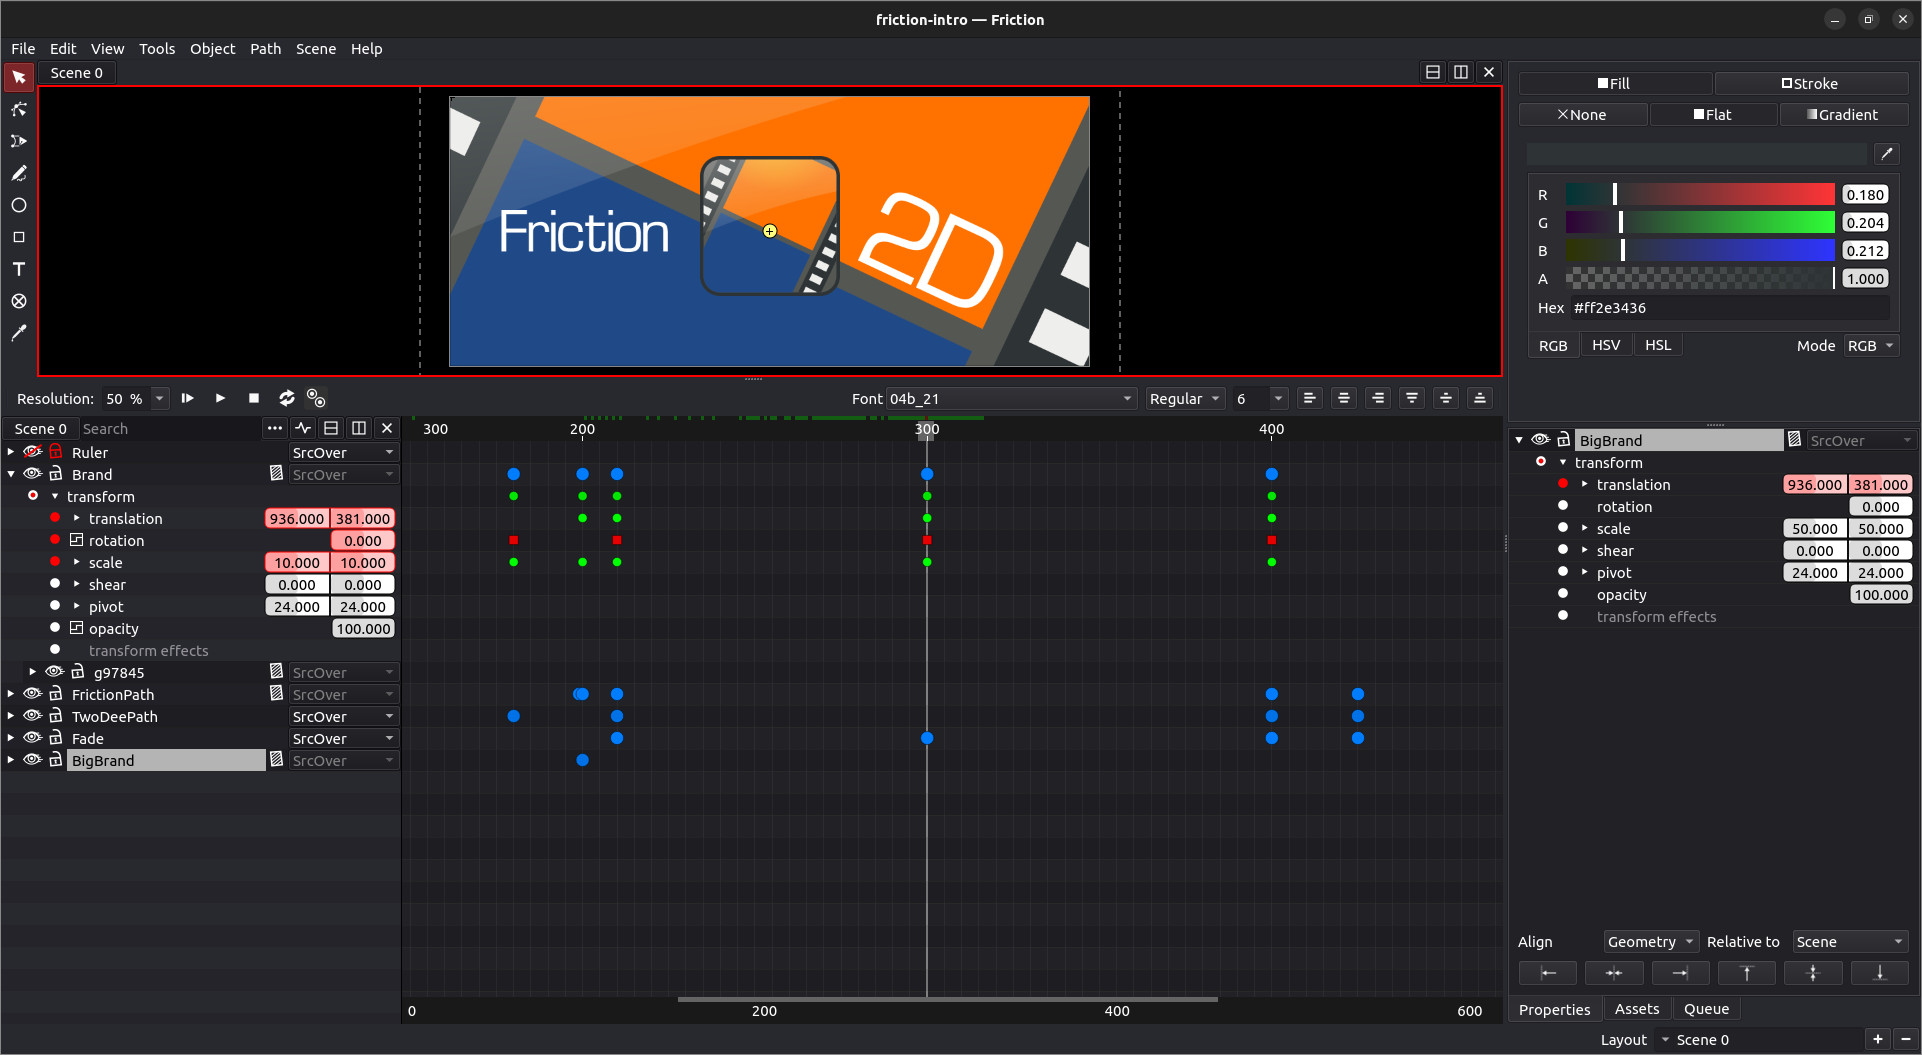 friction-intro — Friction
File Edit View Tools Object Path Scene Help
Scene 0
Fill Stroke
None Flat Gradient
Friction
2D
R 0.180
G 0.204
B 0.212
A 1.000
Hex #ff2e3436
RGB HSV HSL Mode RGB
Resolution: 50 % Font 04b_21 Regular 6
Scene 0 Search 300 200 300 400
Ruler SrcOver
Brand SrcOver
transform
translation 936.000 381.000
rotation 0.000
scale 10.000 10.000
shear 0.000 0.000
pivot 24.000 24.000
opacity 100.000
transform effects
g97845 SrcOver
FrictionPath SrcOver
TwoDeePath SrcOver
Fade SrcOver
BigBrand SrcOver
0 200 400 600
BigBrand SrcOver
transform
translation 936.000 381.000
rotation 0.000
scale 50.000 50.000
shear 0.000 0.000
pivot 24.000 24.000
opacity 100.000
transform effects
Align Geometry Relative to Scene
Properties Assets Queue
Layout Scene 0